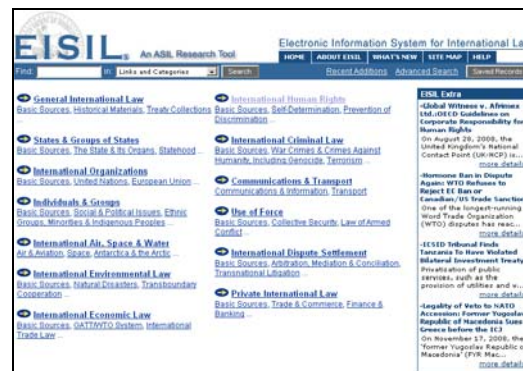 EISIL
An ASIL Research Tool
Electronic Information System for International La
HOME ABOUT EISIL WHAT'S NEW SITE MAP HELP
Find: in Links and Categories Search Recent Additions Advanced Search Saved Records
General International Law
Basic Sources, Historical Materials, Treaty Collections ...
States & Groups of States
Basic Sources, The State & Its Organs, Statehood ...
International Organizations
Basic Sources, United Nations, European Union ...
Individuals & Groups
Basic Sources, Social & Political Issues, Ethnic
Groups, Minorities & Indigenous Peoples ...
International Air, Space & Water
Air & Aviation, Space, Antarctica & the Arctic ...
International Environmental Law
Basic Sources, Natural Disasters, Transboundary
Cooperation ...
International Economic Law
Basic Sources, GATT/WTO System, International
Trade Law ...
International Human Rights
Basic Sources, Self-Determination, Prevention of
Discrimination ...
International Criminal Law
Basic Sources, War Crimes & Crimes Against
Humanity, Including Genocide, Terrorism ...
Communications & Transport
Communications & Information, Transport
Use of Force
Basic Sources, Collective Security, Law of Armed
Conflict ...
International Dispute Settlement
Basic Sources, Arbitration, Mediation & Conciliation,
Transnational Litigation ...
Private International Law
Basic Sources, Trade & Commerce, Finance &
Banking ...
EISIL Extra
-Global Witness v. Afrimex
Ltd.:OECD Guidelines on
Corporate Responsibility for
Human Rights
On August 28, 2008, the
United Kingdom's National
Contact Point (UK-NCP) is...
more details
-Hormone Ban in Dispute
Again: WTO Refuses to
Reject EC Ban or
Canadian/US Trade Sanction
One of the longest-running
Word Trade Organization
(WTO) disputes has reac...
more details
-ICSID Tribunal Finds
Tanzania To Have Violated
Bilateral Investment Treaty
Privatization of public
services, such as the
provision of utilities and w...
more details
-Legality of Veto to NATO
Accession: Former Yugoslav
Republic of Macedonia Sues
Greece before the ICJ
On November 17, 2008, the
'former Yugoslav Republic o
Macedonia' (FYR Mac...
more details